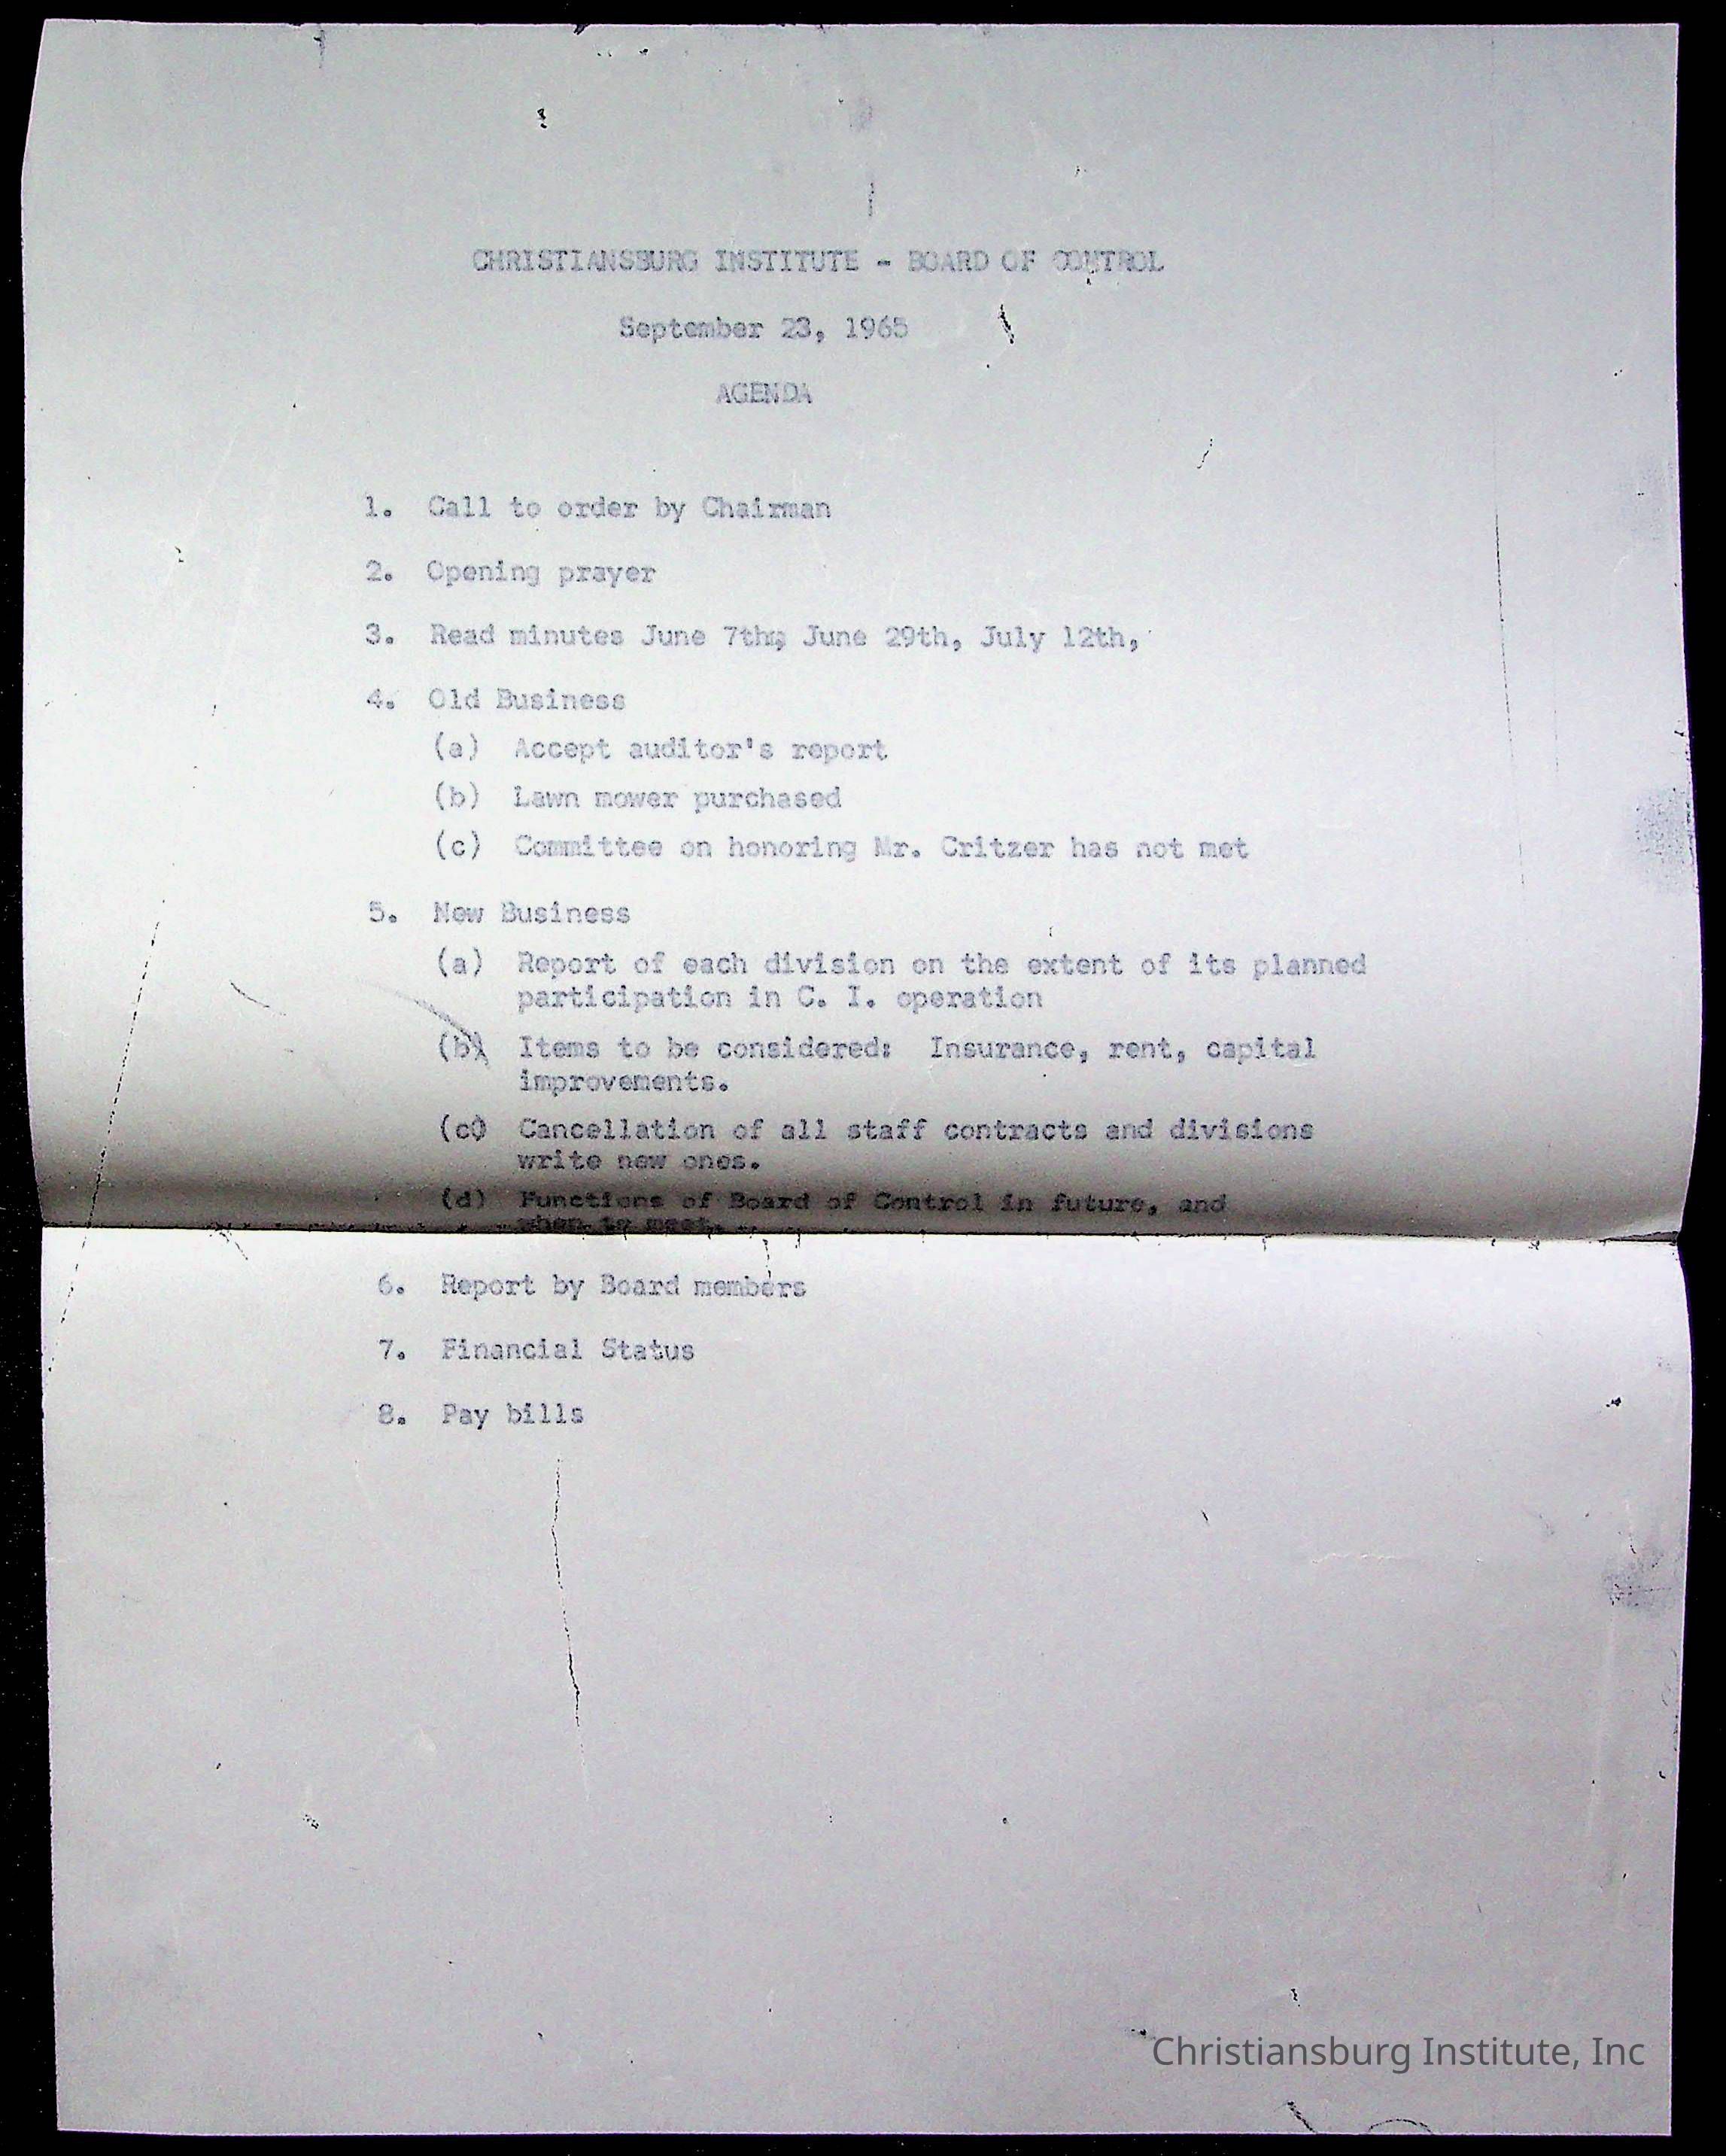 CHRISTIANSBURG INSTITUTE - BOARD OF CONTROL
September 23, 1965
AGENDA
1. Call to order by Chairman
2. Opening prayer
3. Read minutes June 7th, June 29th, July 12th,
4. Old Business
(a) Accept auditor's report
(b) Lawn mower purchased
(c) Committee on honoring Mr. Critzer has not met
5. New Business
(a) Report of each division on the extent of its planned
participation in C. I. operation
(b) Items to be considered: Insurance, rent, capital
improvements.
(c) Cancellation of all staff contracts and divisions
write new ones.
(d) Functions of Board of Control in future, and
when to meet.
6. Report by Board members
7. Financial Status
8. Pay bills
Christiansburg Institute, Inc